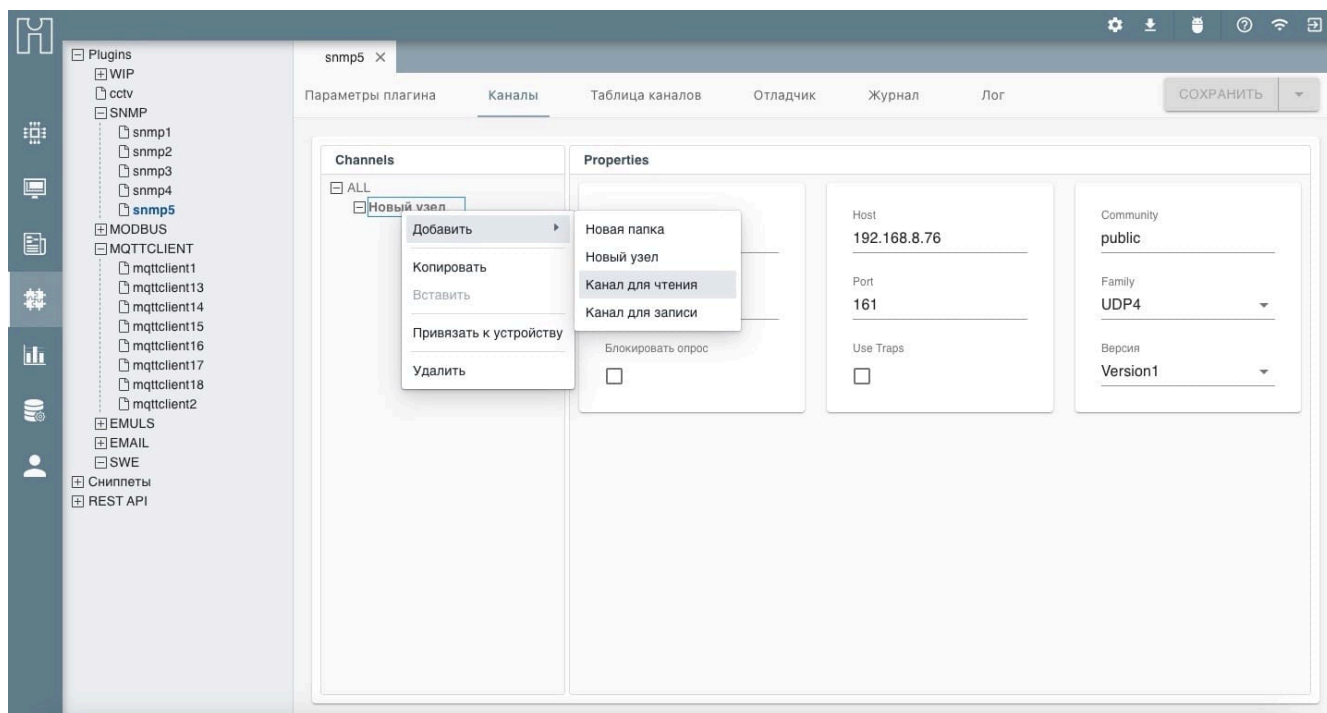 snmp5
Plugins
WIP
cctv
SNMP
snmp1
snmp2
snmp3
snmp4
snmp5
MODBUS
MQTTCLIENT
mqttclient1
mqttclient13
mqttclient14
mqttclient15
mqttclient16
mqttclient17
mqttclient18
mqttclient2
EMULS
EMAIL
SWE
Сниппеты
REST API
Параметры плагина Каналы Таблица каналов Отладчик Журнал Лог СОХРАНИТЬ
Channels
ALL
Новый узел
Добавить
Копировать
Вставить
Привязать к устройству
Удалить
Новая папка
Новый узел
Канал для чтения
Канал для записи
Properties
Host Community
192.168.8.76 public
Port Family
161 UDP4
Блокировать опрос Use Traps Версия
Version1